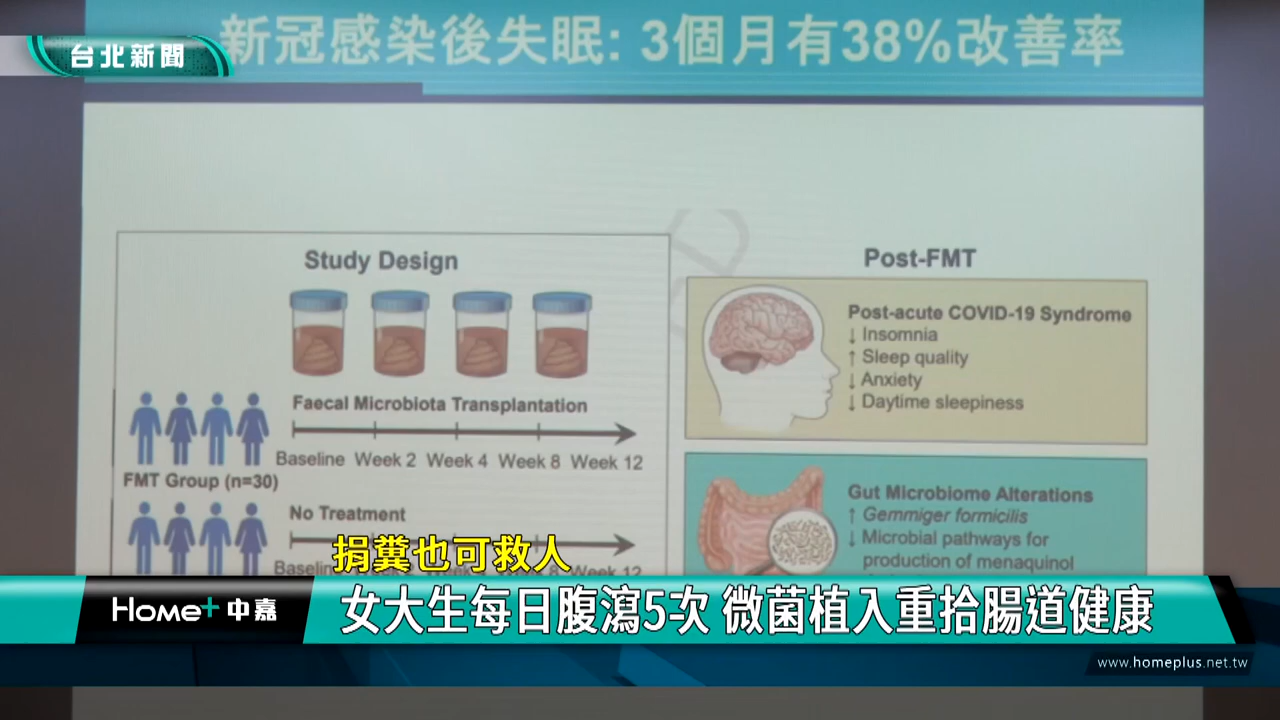 新冠感染後失眠: 3個月有38%改善率
台北新聞
Study Design
Faecal Microbiota Transplantation
Baseline Week 2 Week 4 Week 8 Week 12
FMT Group (n=30)
No Treatment
Post-FMT
Post-acute COVID-19 Syndrome
↓ Insomnia
↑ Sleep quality
↓ Anxiety
↓ Daytime sleepiness
Gut Microbiome Alterations
↑ Gemmiger formicilis
↓ Microbial pathways for
production of menaquinol
捐糞也可救人
Home+ 中嘉
女大生每日腹瀉5次 微菌植入重拾腸道健康
www.homeplus.net.tw